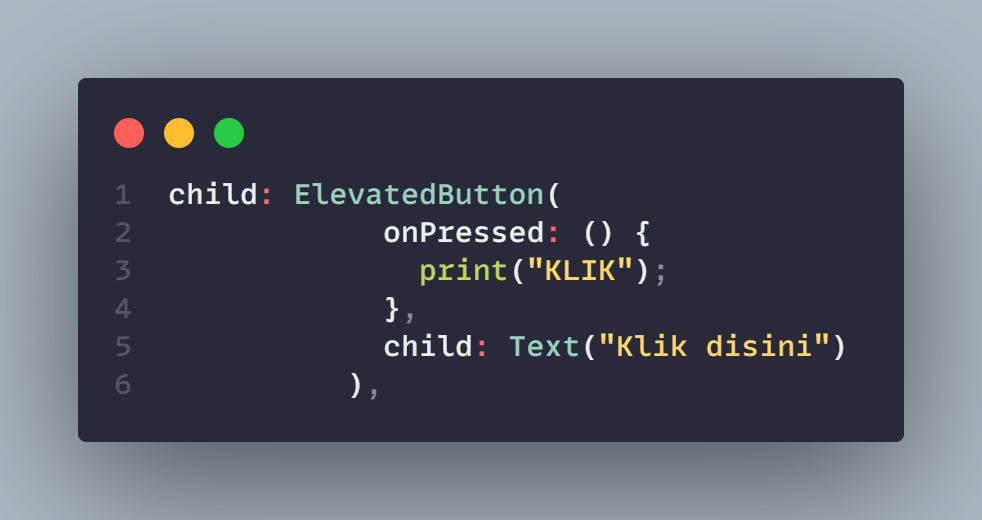 1 child: ElevatedButton(
2 onPressed: () {
3 print("KLIK");
4 },
5 child: Text("Klik disini")
6 ),